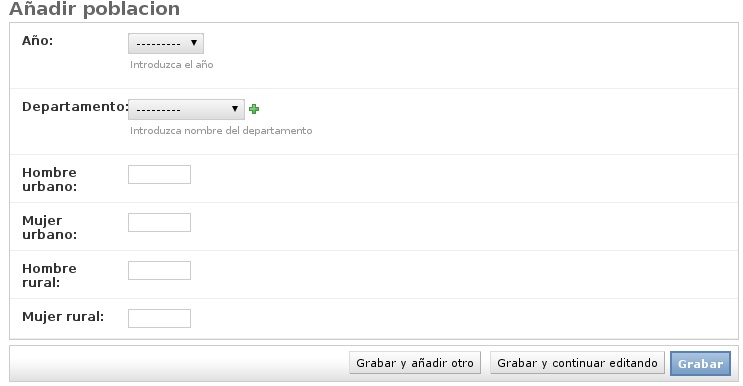 Añadir poblacion
Año:
---------
Introduzca el año
Departamento:
---------
Introduzca nombre del departamento
Hombre
urbano:
Mujer
urbano:
Hombre
rural:
Mujer rural:
Grabar y añadir otro
Grabar y continuar editando
Grabar